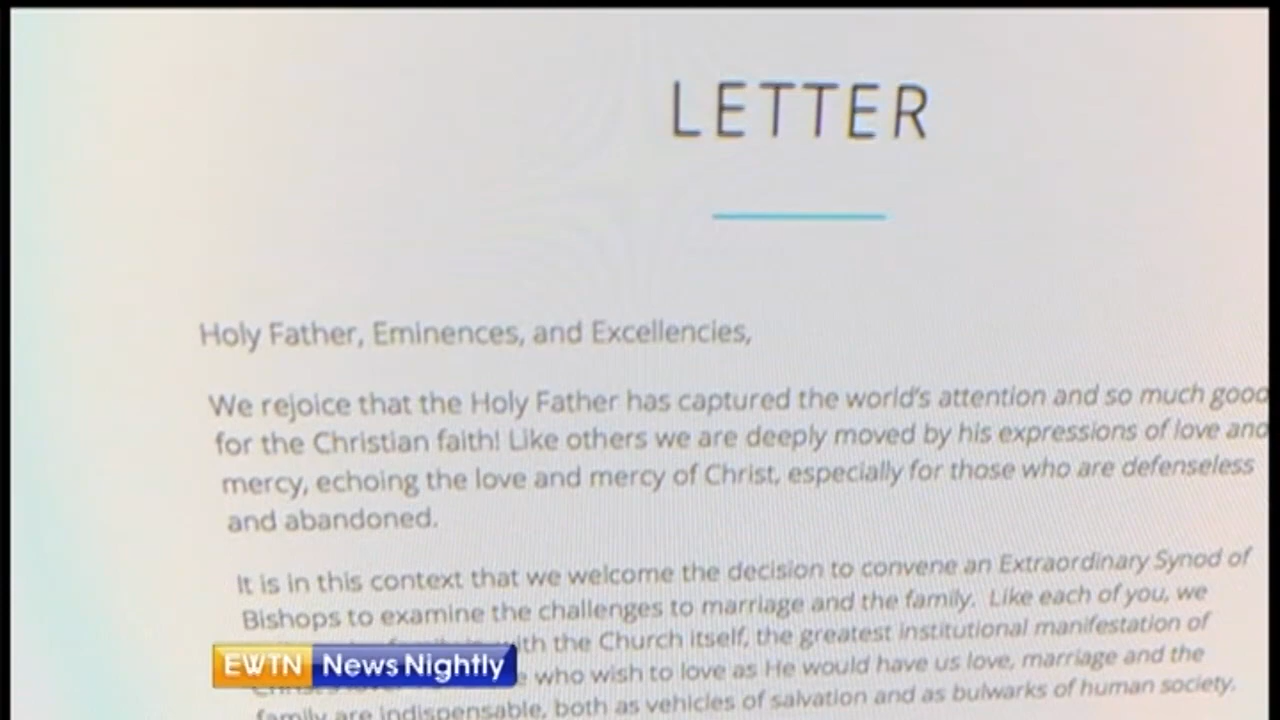 LETTER
Holy Father, Eminences, and Excellencies,
We rejoice that the Holy Father has captured the world's attention and so much good
for the Christian faith! Like others we are deeply moved by his expressions of love and
mercy, echoing the love and mercy of Christ, especially for those who are defenseless
and abandoned.
It is in this context that we welcome the decision to convene an Extraordinary Synod of
Bishops to examine the challenges to marriage and the family. Like each of you, we
with the Church itself, the greatest institutional manifestation of
who wish to love as He would have us love, marriage and the
family are indispensable, both as vehicles of salvation and as bulwarks of human society.
EWTN News Nightly